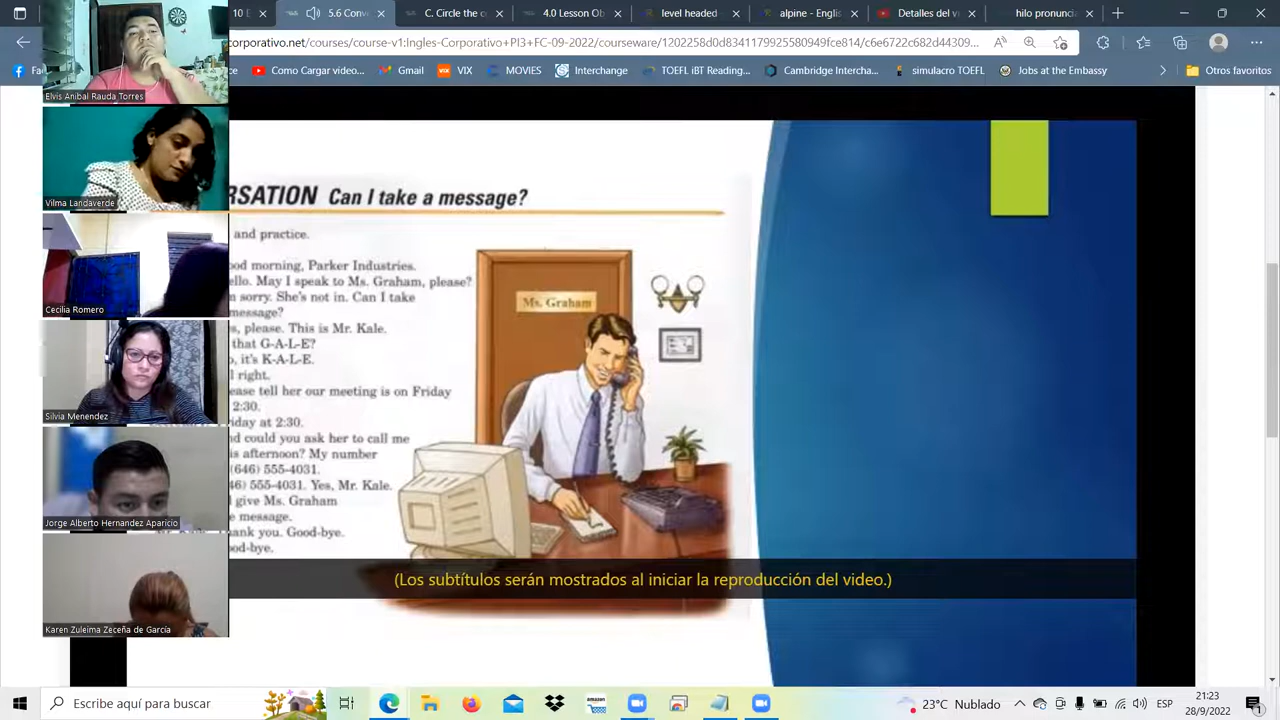 10 E
5.6 Conve
C. Choose the
4.0 Lesson Ob
level headed
alpine - Englis
Detalles del i
hilo pronunci
corporativo.net/courses/course-v1:Ingles-Corporativo+PI3+FC-09-2022/courseware/1202258d0d8341179925580949fce814/c6e6722c682d44309...
Como Cargar video...
Gmail
VIX
MOVIES
Interchange
TOEFL iBT Reading...
Cambridge Intercha...
simulacro TOEFL
Jobs at the Embassy
Otros favoritos
Elvis Anibal Rauda Torres
Vilma Landaverde
Cecilia Romero
Silvia Menendez
Jorge Alberto Hernandez Aparicio
Karen Zuleima Zeceña de García
RSATION Can I take a message?
and practice.
ood morning, Parker Industries.
ello. May I speak to Ms. Graham, please?
n sorry. She's not in. Can I take
message?
s, please. This is Mr. Kale.
that G-A-L-E?
o, it's K-A-L-E.
l right.
ease tell her our meeting is on Friday
2:30.
iday at 2:30.
nd could you ask her to call me
is afternoon? My number
(646) 555-4031.
46) 555-4031. Yes, Mr. Kale.
l give Ms. Graham
e message.
hank you. Good-bye.
ood-bye.
Ms. Graham
(Los subtítulos serán mostrados al iniciar la reproducción del video.)
Escribe aquí para buscar
amazon
23°C Nublado
ESP
21:23
28/9/2022